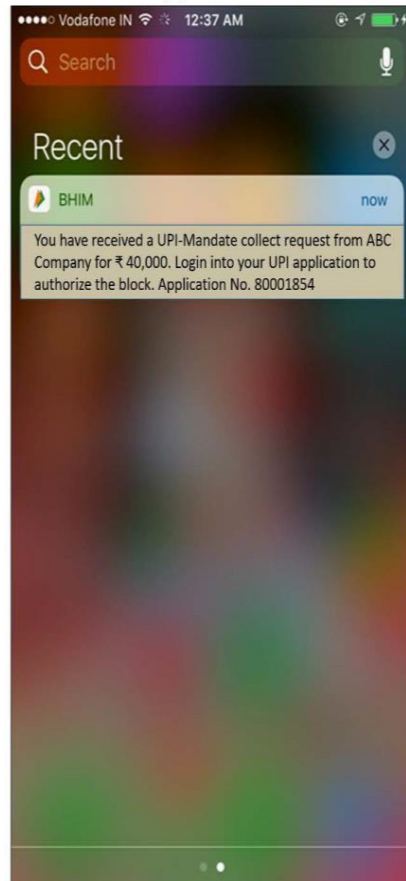 Vodafone IN 12:37 AM
Search
Recent
BHIM now
You have received a UPI-Mandate collect request from ABC
Company for ₹ 40,000. Login into your UPI application to
authorize the block. Application No. 80001854